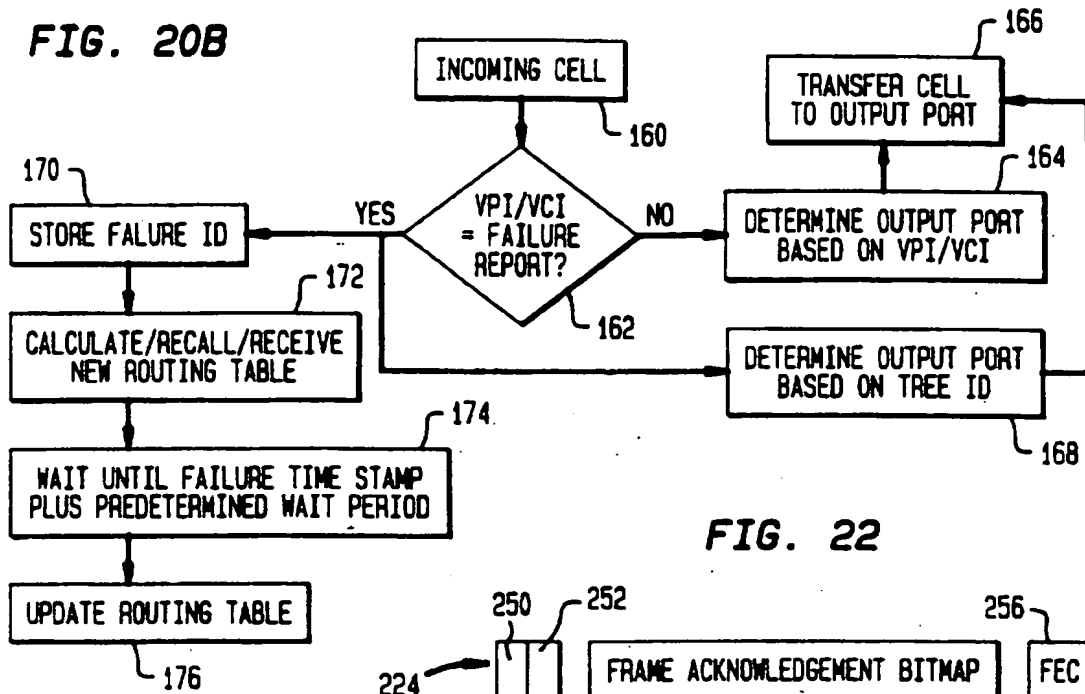 FIG. 20B
INCOMING CELL
160
VPI/VCI
= FAILURE
REPORT?
162
YES
NO
166
TRANSFER CELL
TO OUTPUT PORT
164
DETERMINE OUTPUT PORT
BASED ON VPI/VCI
DETERMINE OUTPUT PORT
BASED ON TREE ID
168
170
STORE FALURE ID
172
CALCULATE/RECALL/RECEIVE
NEW ROUTING TABLE
174
WAIT UNTIL FAILURE TIME STAMP
PLUS PREDETERMINED WAIT PERIOD
UPDATE ROUTING TABLE
176
FIG. 22
224
250
252
FRAME ACKNOWLEDGEMENT BITMAP
256
FEC